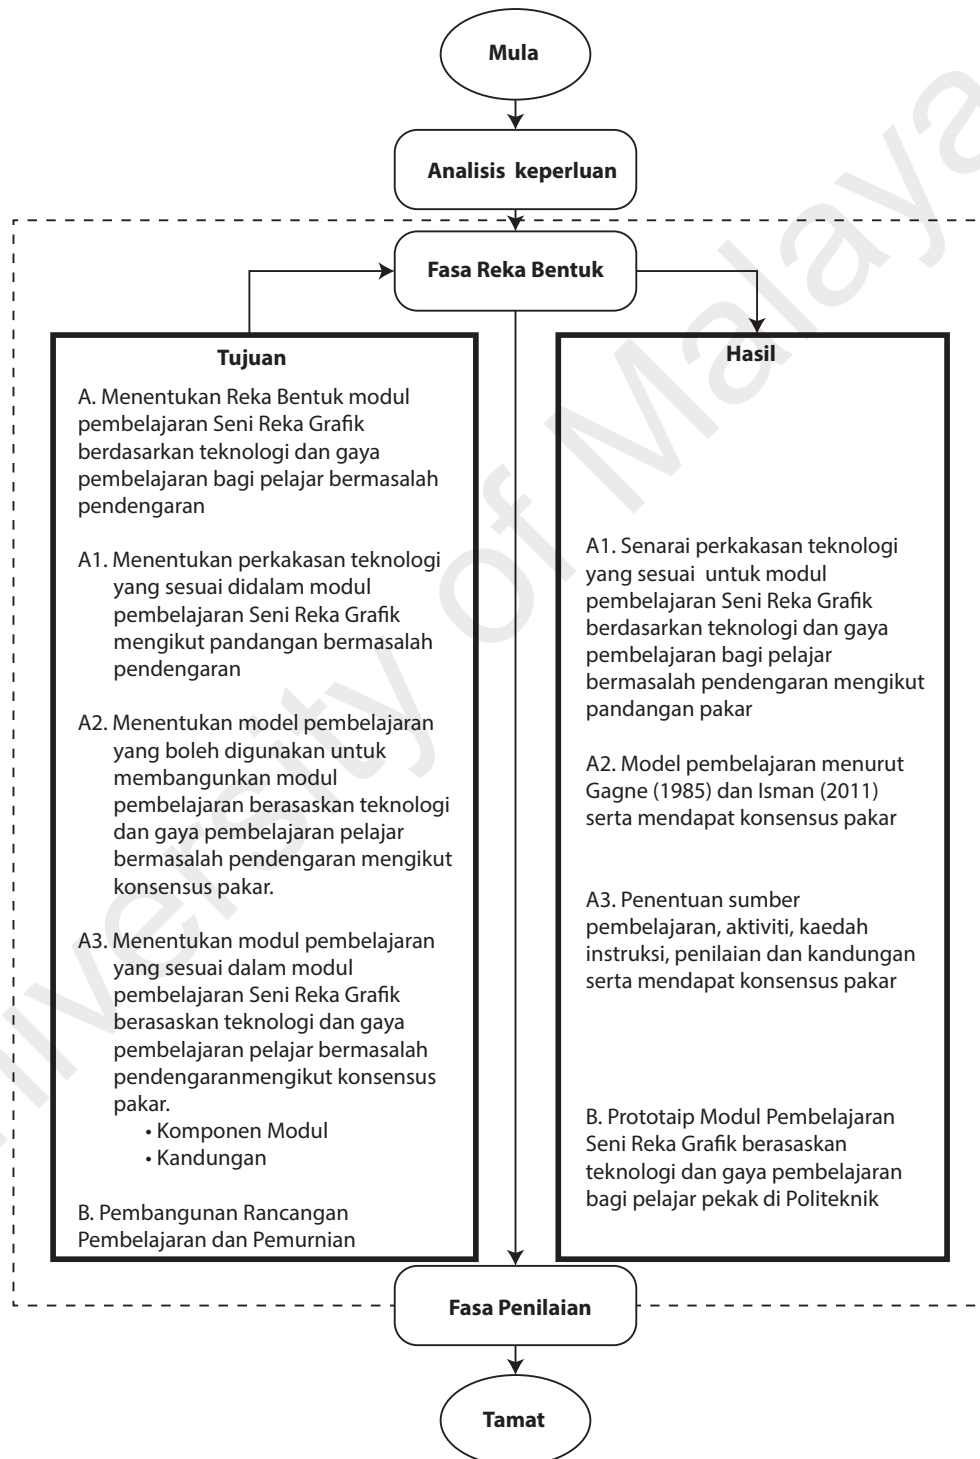 Mula
Analisis keperluan
Fasa Reka Bentuk
Tujuan
A. Menentukan Reka Bentuk modul
pembelajaran Seni Reka Grafik
berdasarkan teknologi dan gaya
pembelajaran bagi pelajar bermasalah
pendengaran
A1. Menentukan perkakasan teknologi
yang sesuai didalam modul
pembelajaran Seni Reka Grafik
mengikut pandangan bermasalah
pendengaran
A2. Menentukan model pembelajaran
yang boleh digunakan untuk
membangunkan modul
pembelajaran berasaskan teknologi
dan gaya pembelajaran pelajar
bermasalah pendengaran mengikut
konsensus pakar.
A3. Menentukan modul pembelajaran
yang sesuai dalam modul
pembelajaran Seni Reka Grafik
berasaskan teknologi dan gaya
pembelajaran pelajar bermasalah
pendengaranmengikut konsensus
pakar.
• Komponen Modul
• Kandungan
B. Pembangunan Rancangan
Pembelajaran dan Pemurnian
Hasil
A1. Senarai perkakasan teknologi
yang sesuai untuk modul
pembelajaran Seni Reka Grafik
berdasarkan teknologi dan gaya
pembelajaran bagi pelajar
bermasalah pendengaran mengikut
pandangan pakar
A2. Model pembelajaran menurut
Gagne (1985) dan Isman (2011)
serta mendapat konsensus pakar
A3. Penentuan sumber
pembelajaran, aktiviti, kaedah
instruksi, penilaian dan kandungan
serta mendapat konsensus pakar
B. Prototaip Modul Pembelajaran
Seni Reka Grafik berasaskan
teknologi dan gaya pembelajaran
bagi pelajar pekak di Politeknik
Fasa Penilaian
Tamat
University of Malaya